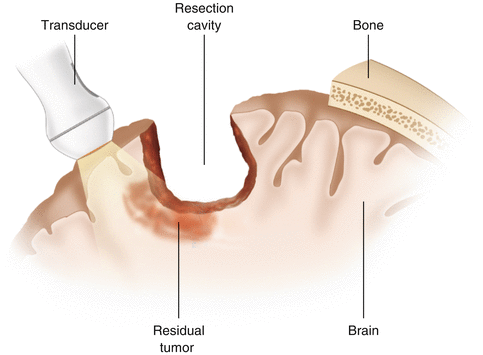 Transducer
Resection
cavity
Bone
Residual
tumor
Brain